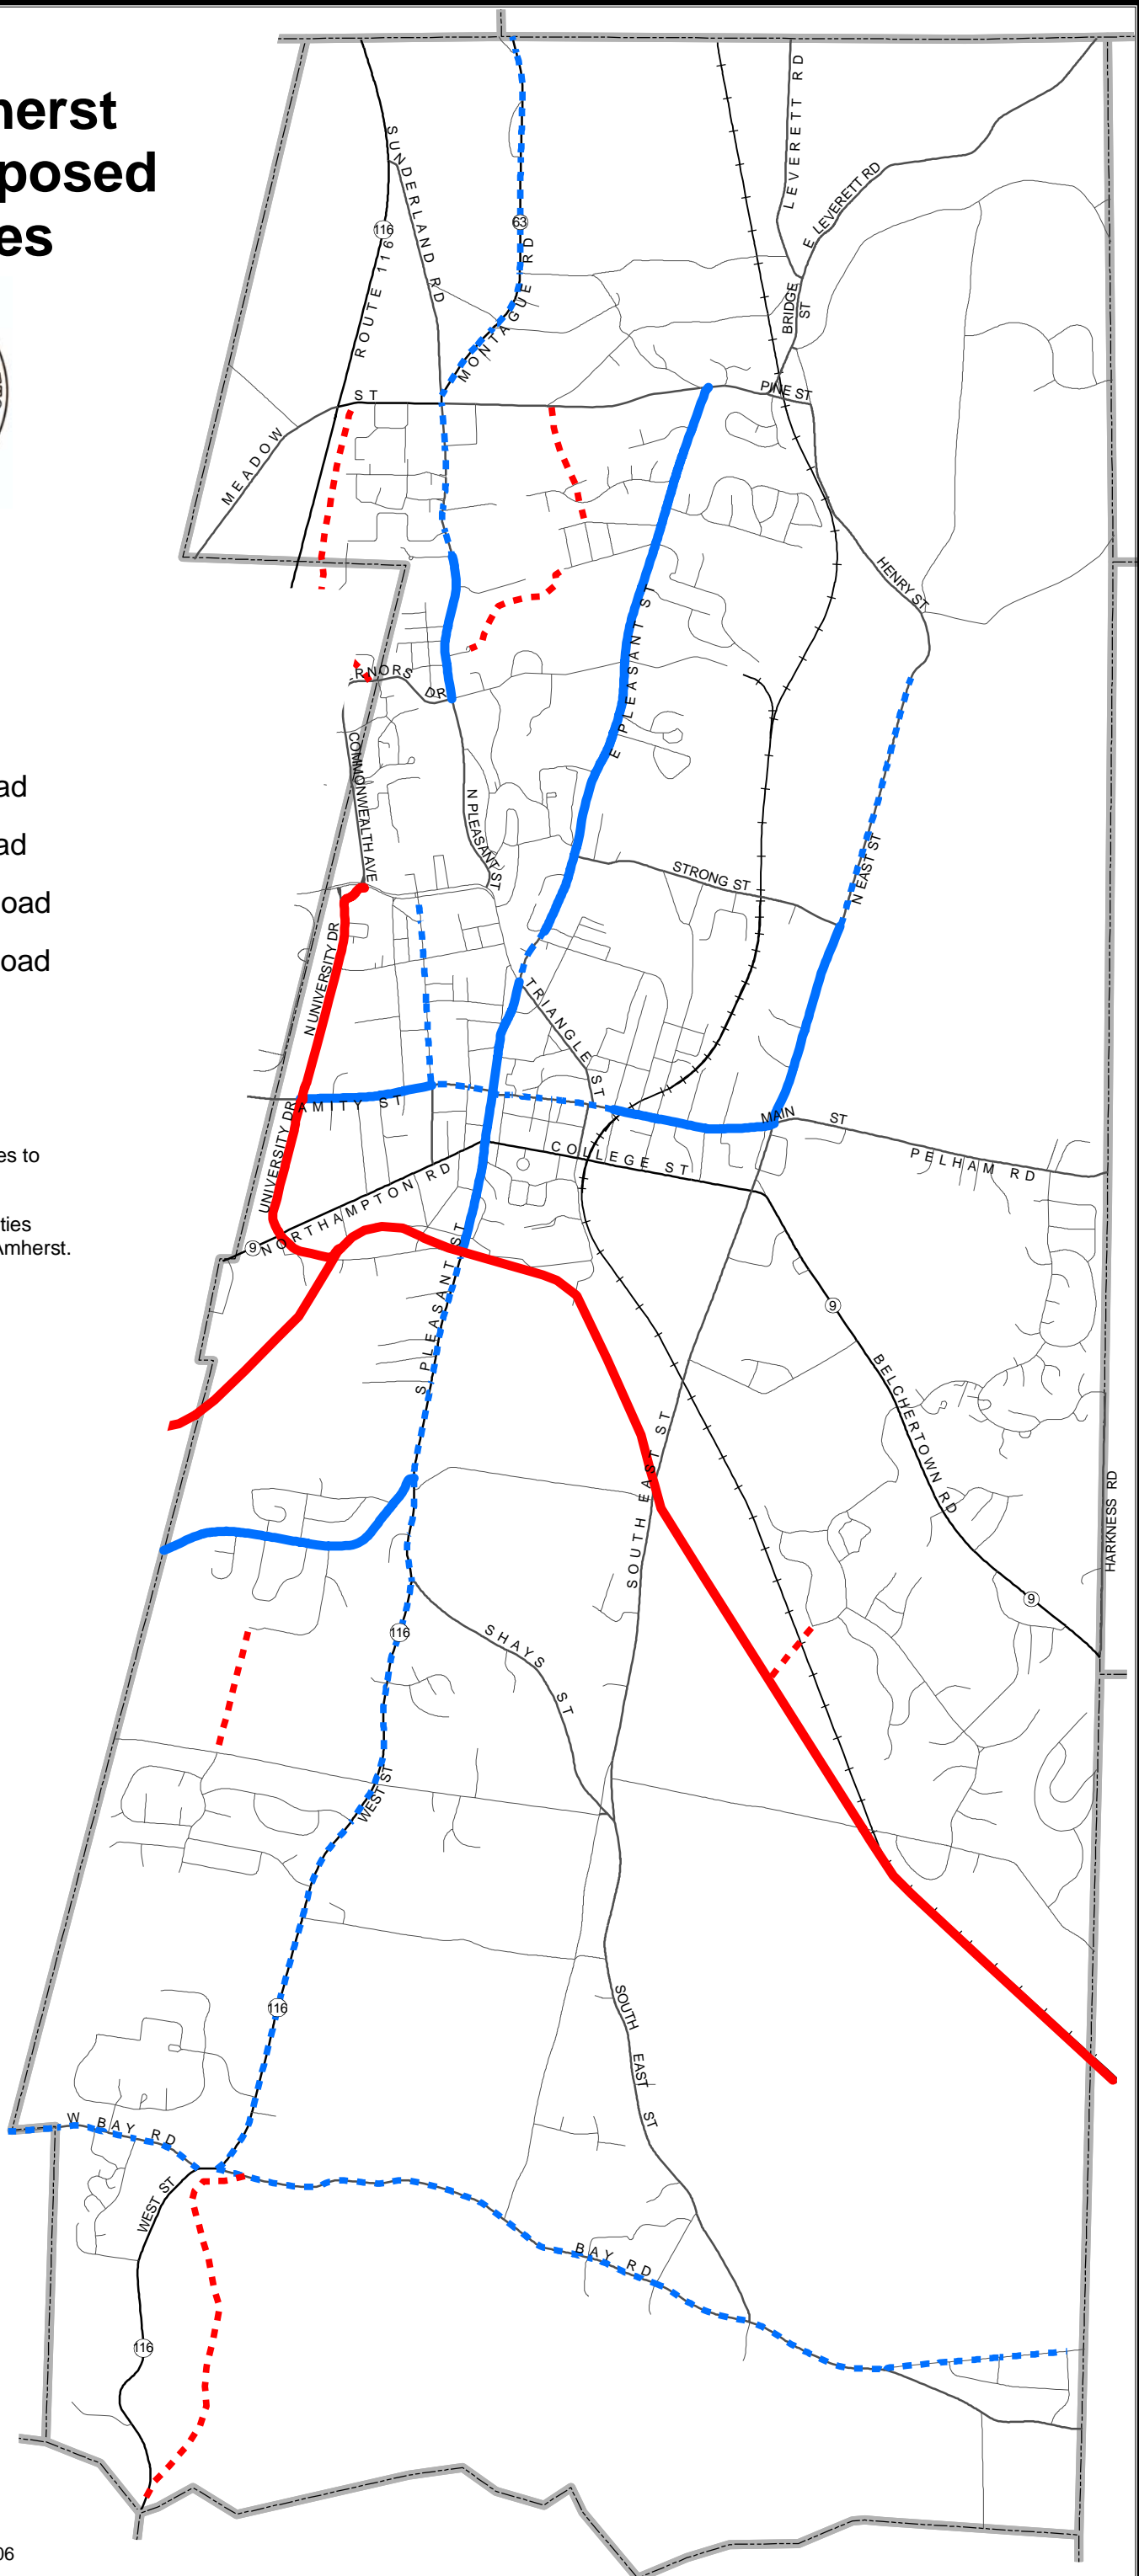 herst
posed
es
LEVERETT RD
SUNDERLAND RD
E LEVERETT RD
63
116
ROUTE 116
MONTAGUE RD
BRIDGE
ST
PINE ST
ST
MEADOW
HENRY ST
E PLEASANT ST
RNORS
DR
COMMONWEALTH AVE
N PLEASANT ST
ad
ad
oad
oad
STRONG ST
N EAST ST
N UNIVERSITY DR
TRIANGLE ST
AMITY ST
MAIN ST
UNIVERSITY DR
COLLEGE ST
PELHAM RD
es to
NORTHAMPTON RD
9
ties
Amherst.
S PLEASANT ST
9
BELCHERTOWN RD
SOUTH EAST ST
HARKNESS RD
9
116
SHAYS ST
WEST ST
116
SOUTH EAST ST
W BAY RD
WEST ST
BAY RD
116
06